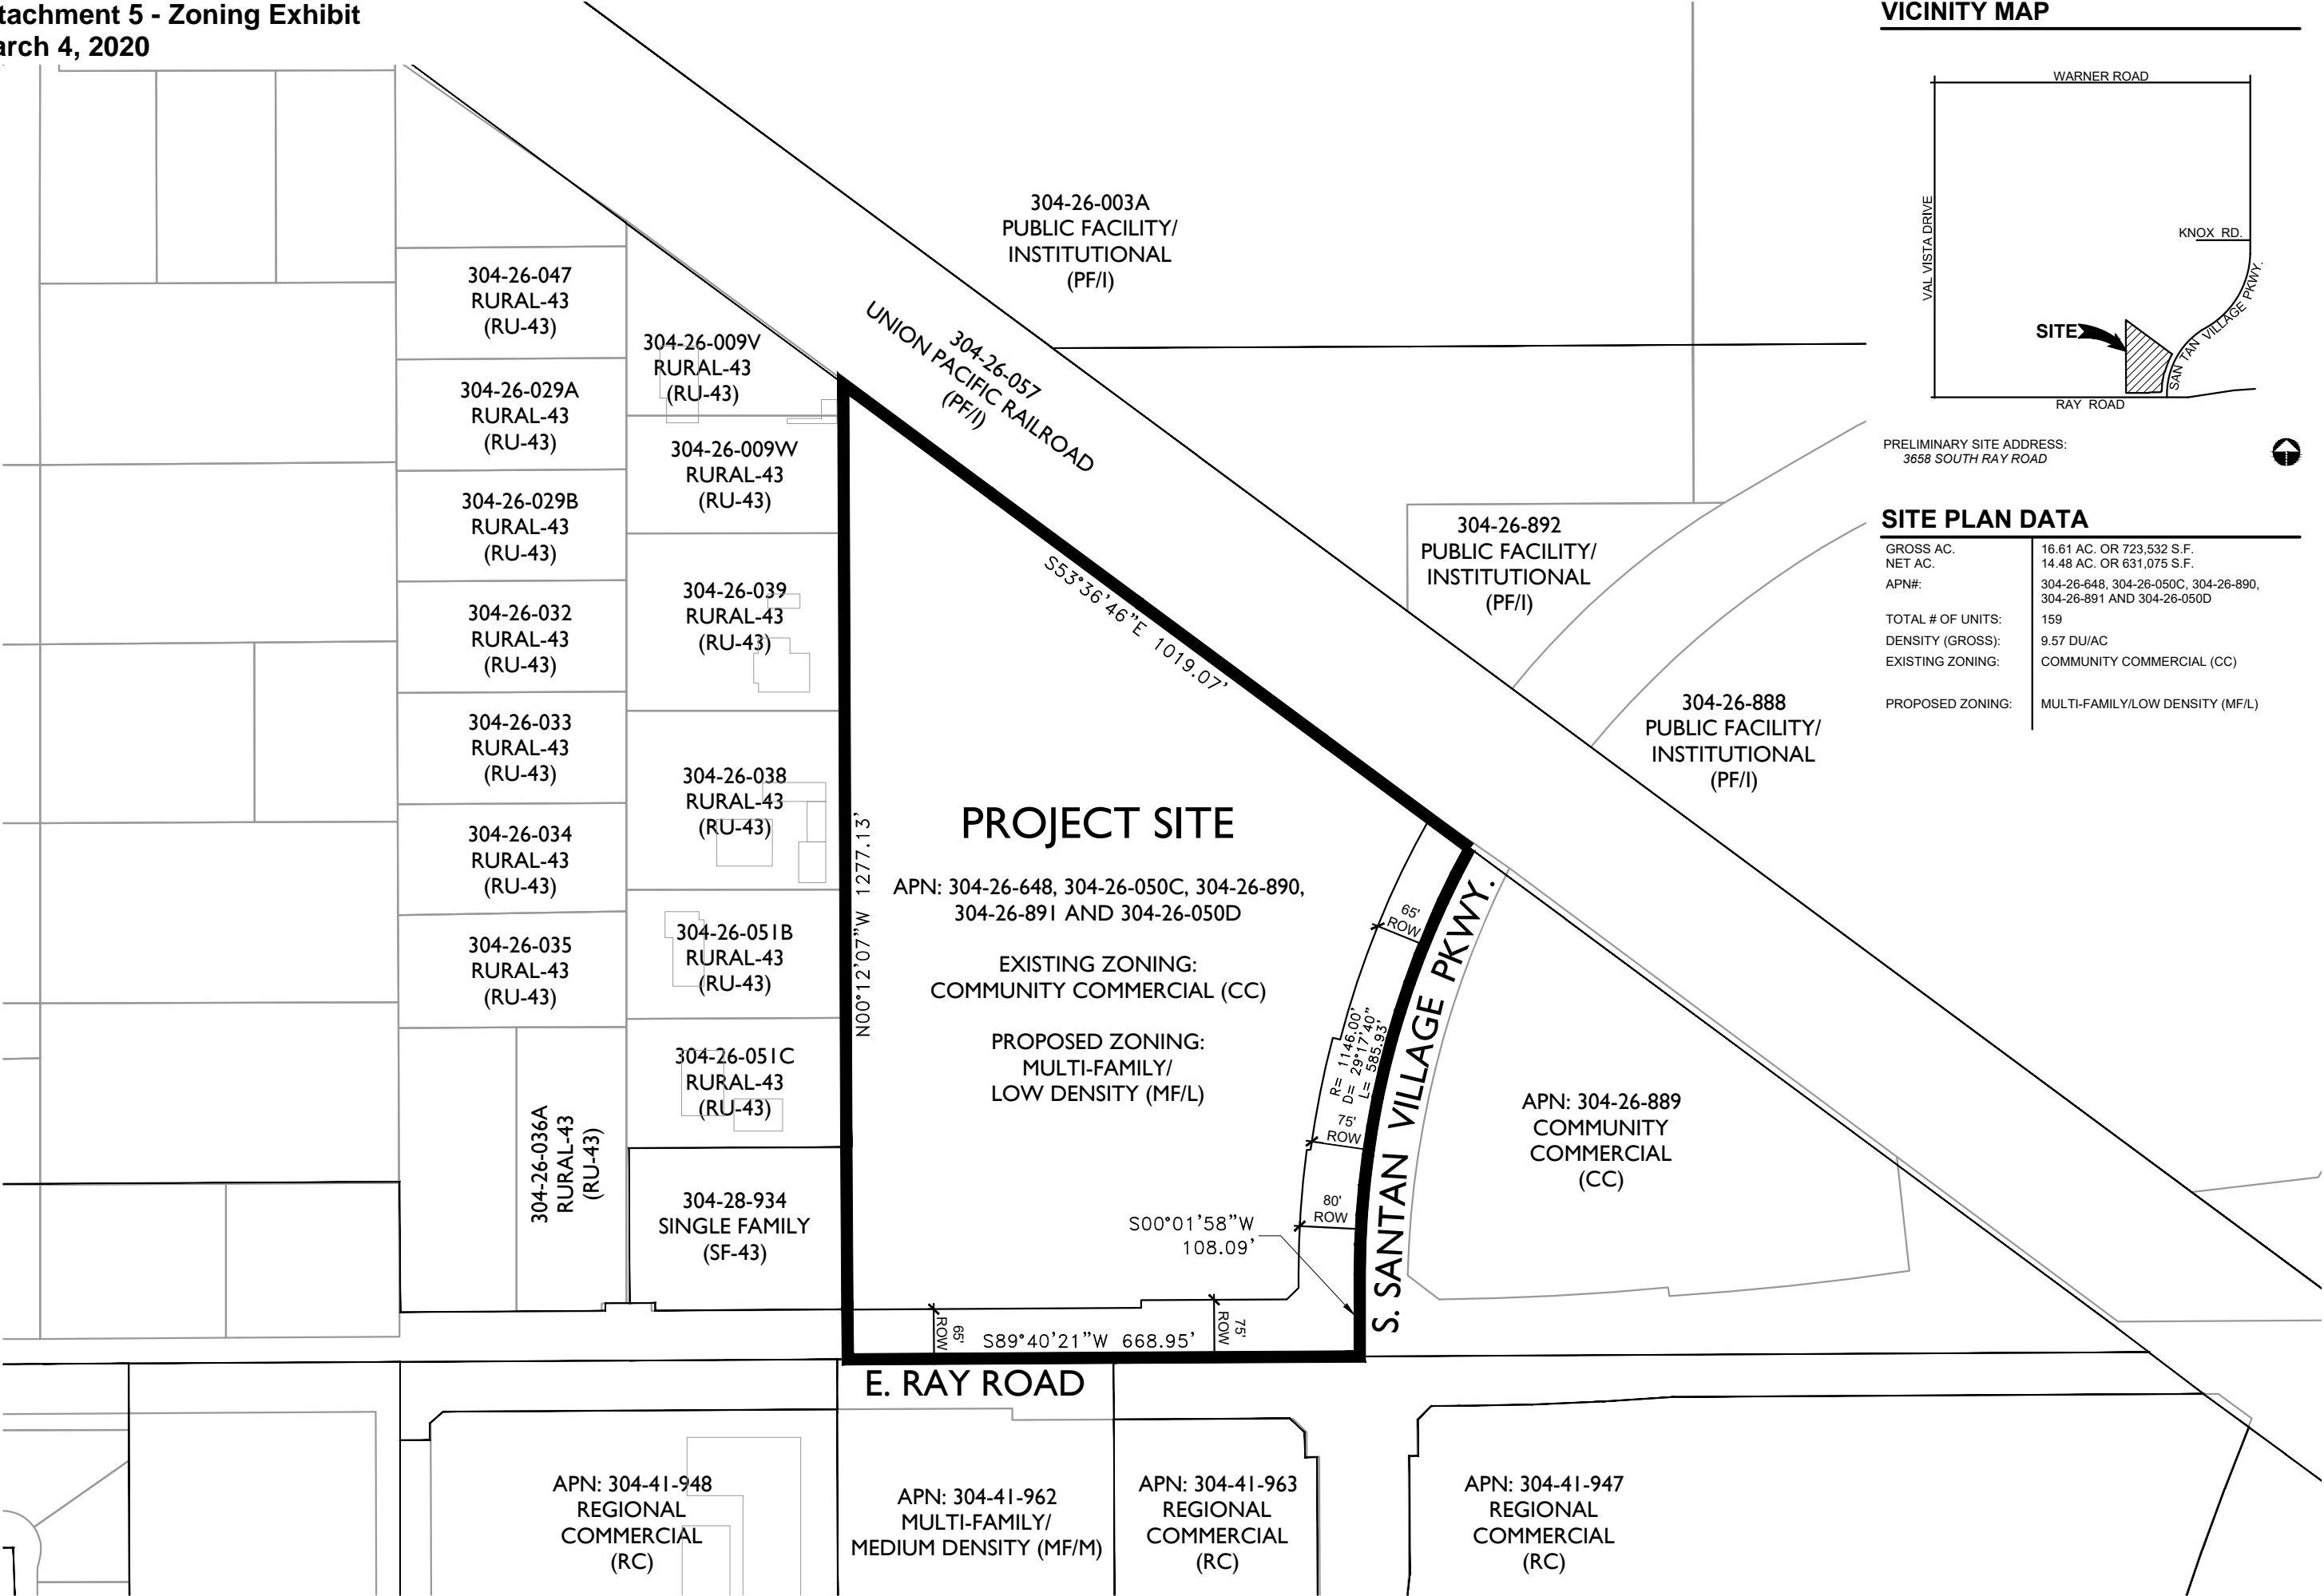 tachment 5 - Zoning Exhibit
arch 4, 2020
304-26-003A
PUBLIC FACILITY/
INSTITUTIONAL
(PF/I)
304-26-057
UNION PACIFIC RAILROAD
(PF/I)
304-26-047
RURAL-43
(RU-43)
304-26-009V
RURAL-43
(RU-43)
304-26-029A
RURAL-43
(RU-43)
304-26-009W
RURAL-43
(RU-43)
304-26-029B
RURAL-43
(RU-43)
304-26-039
RURAL-43
(RU-43)
304-26-032
RURAL-43
(RU-43)
304-26-033
RURAL-43
(RU-43)
304-26-038
RURAL-43
(RU-43)
304-26-034
RURAL-43
(RU-43)
304-26-051B
RURAL-43
(RU-43)
304-26-035
RURAL-43
(RU-43)
304-26-051C
RURAL-43
(RU-43)
304-26-036A
RURAL-43
(RU-43)
304-28-934
SINGLE FAMILY
(SF-43)
304-26-892
PUBLIC FACILITY/
INSTITUTIONAL
(PF/I)
304-26-888
PUBLIC FACILITY/
INSTITUTIONAL
(PF/I)
S53°36'46"E 1019.07'
N00°12'07"W 1277.13'
PROJECT SITE
APN: 304-26-648, 304-26-050C, 304-26-890,
304-26-891 AND 304-26-050D
EXISTING ZONING:
COMMUNITY COMMERCIAL (CC)
PROPOSED ZONING:
MULTI-FAMILY/
LOW DENSITY (MF/L)
65'
ROW
R= 1146.00'
D= 29°17'40"
L= 585.93'
75'
ROW
80'
ROW
S00°01'58"W
108.09'
S. SANTAN VILLAGE PKWY.
APN: 304-26-889
COMMUNITY
COMMERCIAL
(CC)
65'
ROW
S89°40'21"W 668.95'
75'
ROW
E. RAY ROAD
APN: 304-41-948
REGIONAL
COMMERCIAL
(RC)
APN: 304-41-962
MULTI-FAMILY/
MEDIUM DENSITY (MF/M)
APN: 304-41-963
REGIONAL
COMMERCIAL
(RC)
APN: 304-41-947
REGIONAL
COMMERCIAL
(RC)
VICINITY MAP
WARNER ROAD
VAL VISTA DRIVE
KNOX RD.
SAN TAN VILLAGE PKWY.
SITE
RAY ROAD
PRELIMINARY SITE ADDRESS:
3658 SOUTH RAY ROAD
SITE PLAN DATA
GROSS AC. 16.61 AC. OR 723,532 S.F.
NET AC. 14.48 AC. OR 631,075 S.F.
APN#: 304-26-648, 304-26-050C, 304-26-890,
304-26-891 AND 304-26-050D
TOTAL # OF UNITS: 159
DENSITY (GROSS): 9.57 DU/AC
EXISTING ZONING: COMMUNITY COMMERCIAL (CC)
PROPOSED ZONING: MULTI-FAMILY/LOW DENSITY (MF/L)